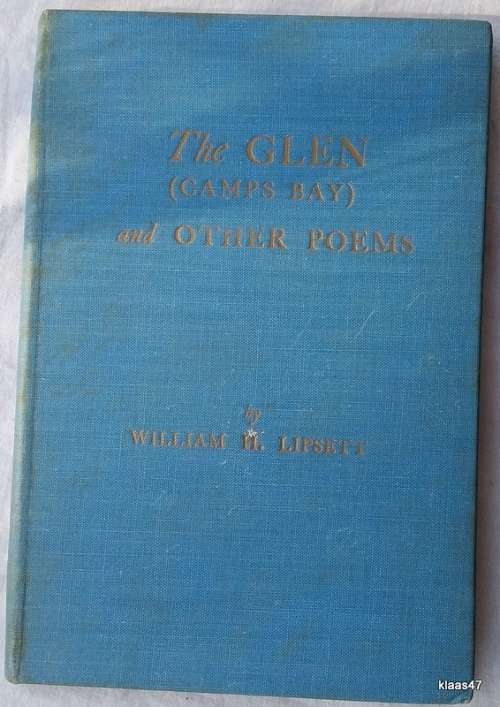 The GLEN
(CAMPS BAY)
and OTHER POEMS
by
WILLIAM H. LIPSETT
klaas47